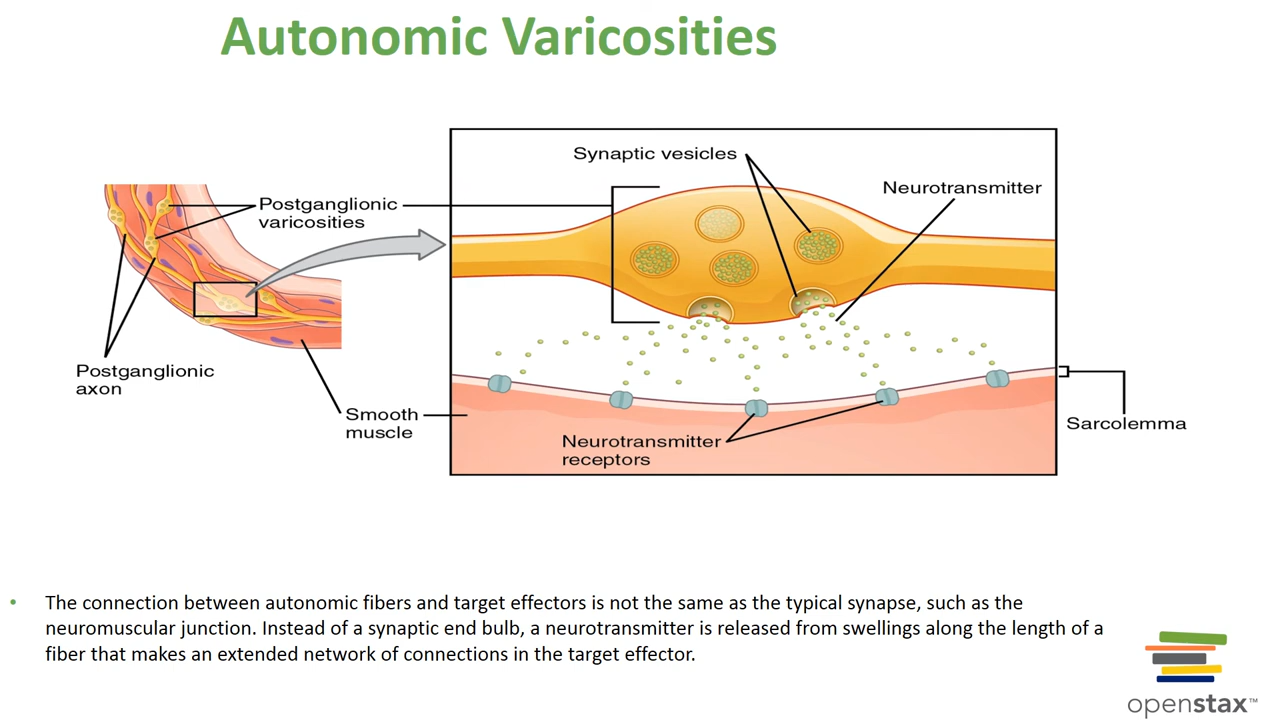 Autonomic Varicosities
Synaptic vesicles
Neurotransmitter
Postganglionic
varicosities
Postganglionic
axon
Smooth
muscle
Neurotransmitter
receptors
Sarcolemma
• The connection between autonomic fibers and target effectors is not the same as the typical synapse, such as the
neuromuscular junction. Instead of a synaptic end bulb, a neurotransmitter is released from swellings along the length of a
fiber that makes an extended network of connections in the target effector.
openstax™